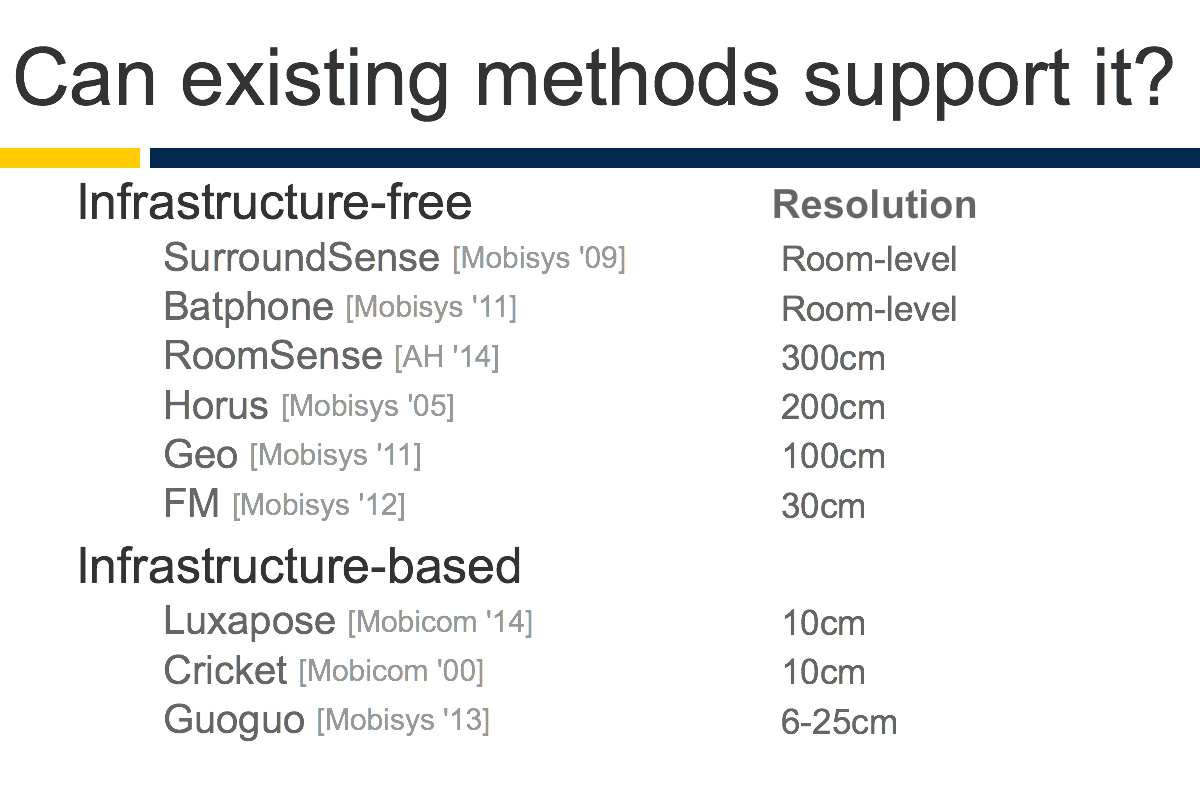 Can existing methods support it?
Infrastructure-free Resolution
SurroundSense [Mobisys '09] Room-level
Batphone [Mobisys '11] Room-level
RoomSense [AH '14] 300cm
Horus [Mobisys '05] 200cm
Geo [Mobisys '11] 100cm
FM [Mobisys '12] 30cm
Infrastructure-based
Luxapose [Mobicom '14] 10cm
Cricket [Mobicom '00] 10cm
Guoguo [Mobisys '13] 6-25cm